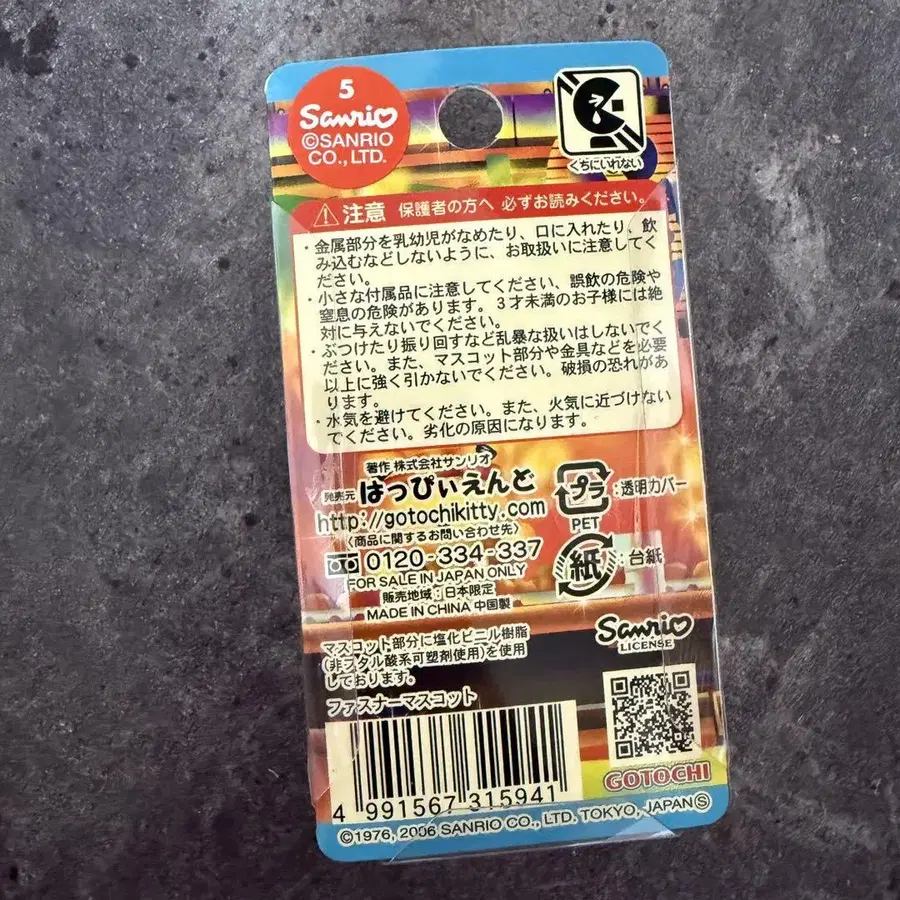 5
Sanrio
©SANRIO
CO., LTD.
くちにいれない
注意 保護者の方へ 必ずお読みください。
・金属部分を乳幼児がなめたり、口に入れたり、飲
み込むなどしないように、お取扱いに注意してく
ださい。
・小さな付属品に注意してください、誤飲の危険や
窒息の危険があります。3才未満のお子様には絶
対に与えないでください。
・ぶつけたり振り回すなど乱暴な扱いはしないでく
ださい。また、マスコット部分や金具などを必要
以上に強く引かないでください。破損の恐れがあ
ります。
・水気を避けてください。また、火気に近づけない
でください。劣化の原因になります。
著作 株式会社サンリオ
発売元 はっぴぃえんど
http://gotochikitty.com
〈商品に関するお問い合わせ先〉
0120-334-337
FOR SALE IN JAPAN ONLY
販売地域:日本限定
MADE IN CHINA 中国製
プラ :透明カバー
PET
紙 :台紙
マスコット部分に塩化ビニル樹脂
(非フタル酸系可塑剤使用)を使用
しております。
ファスナーマスコット
Sanrio
LICENSE
GOTOCHI
4 991567 315941
©1976, 2006 SANRIO CO., LTD. TOKYO, JAPAN Ⓢ